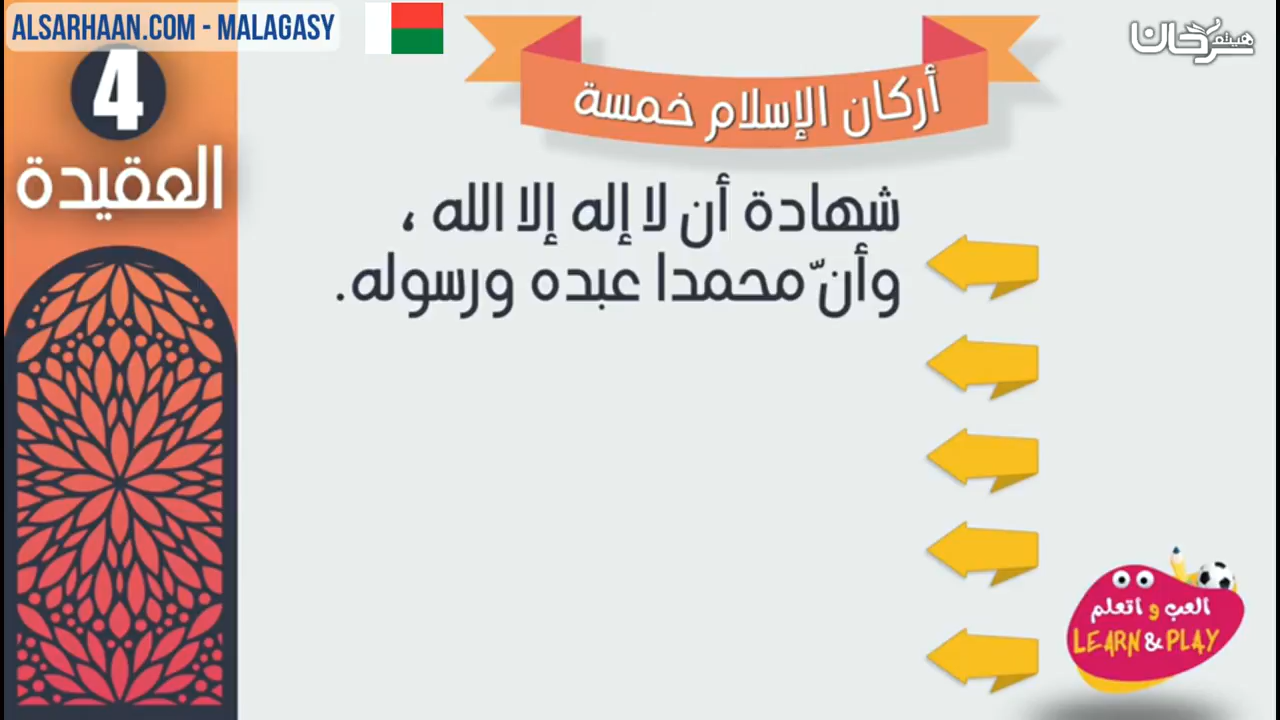 ALSARHAAN.COM - MALAGASY
هيثم سرحان
4
العقيدة
أركان الإسلام خمسة
شهادة أن لا إله إلا الله ،
وأنّ محمدا عبده ورسوله.
العب و أتعلم
LEARN & PLAY